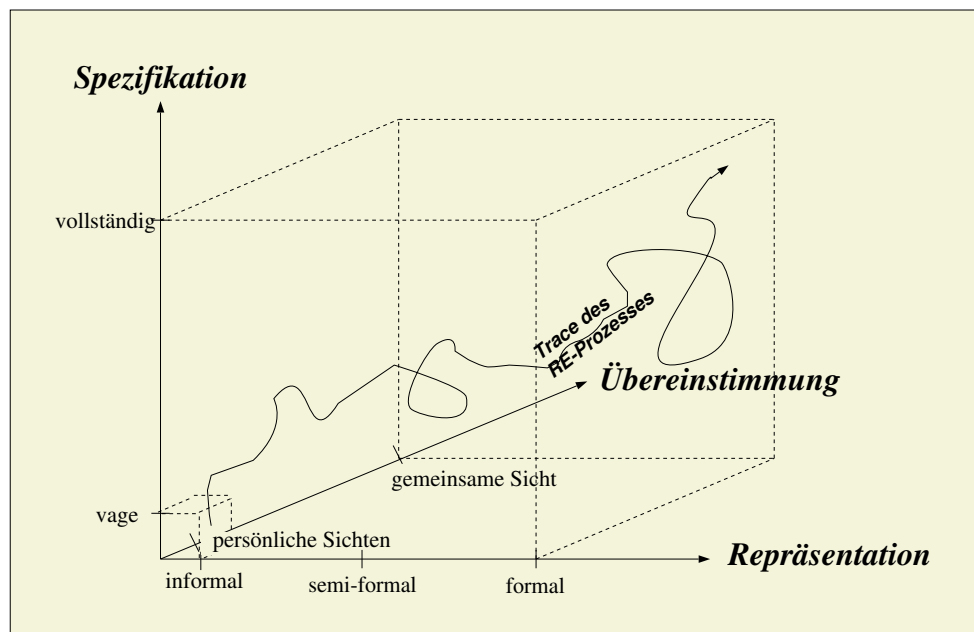 Spezifikation
vollständig
Trace des
RE-Prozesses
Übereinstimmung
gemeinsame Sicht
vage
persönliche Sichten
Repräsentation
informal
semi-formal
formal